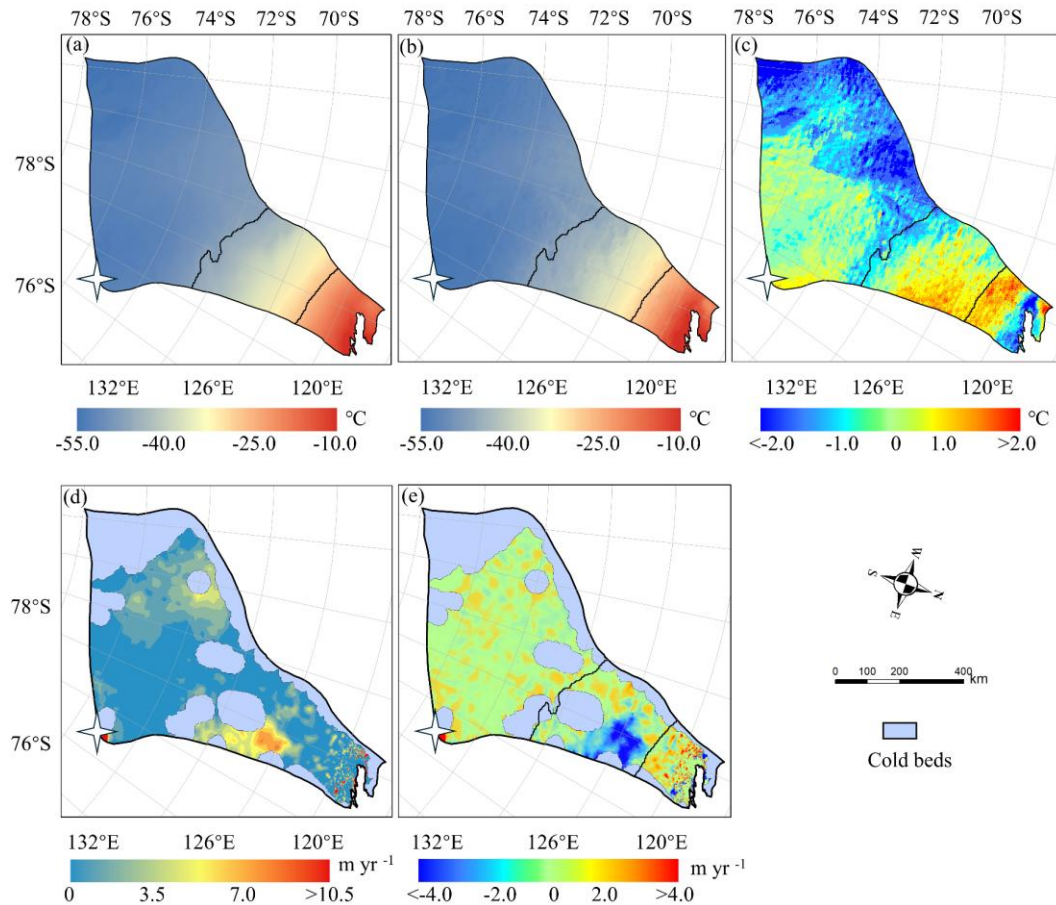 78°S 76°S 74°S 72°S 70°S 78°S 76°S 74°S 72°S 70°S 78°S 76°S 74°S 72°S 70°S
(a) (b) (c)
78°S
76°S
132°E 126°E 120°E 132°E 126°E 120°E 132°E 126°E 120°E
°C °C °C
-55.0 -40.0 -25.0 -10.0 -55.0 -40.0 -25.0 -10.0 <-2.0 -1.0 0 1.0 >2.0
(d) (e)
W
S N
E
78°S
0 100 200 400 km
76°S
Cold beds
132°E 126°E 120°E 132°E 126°E 120°E
m yr -1 m yr -1
0 3.5 7.0 >10.5 <-4.0 -2.0 0 2.0 >4.0